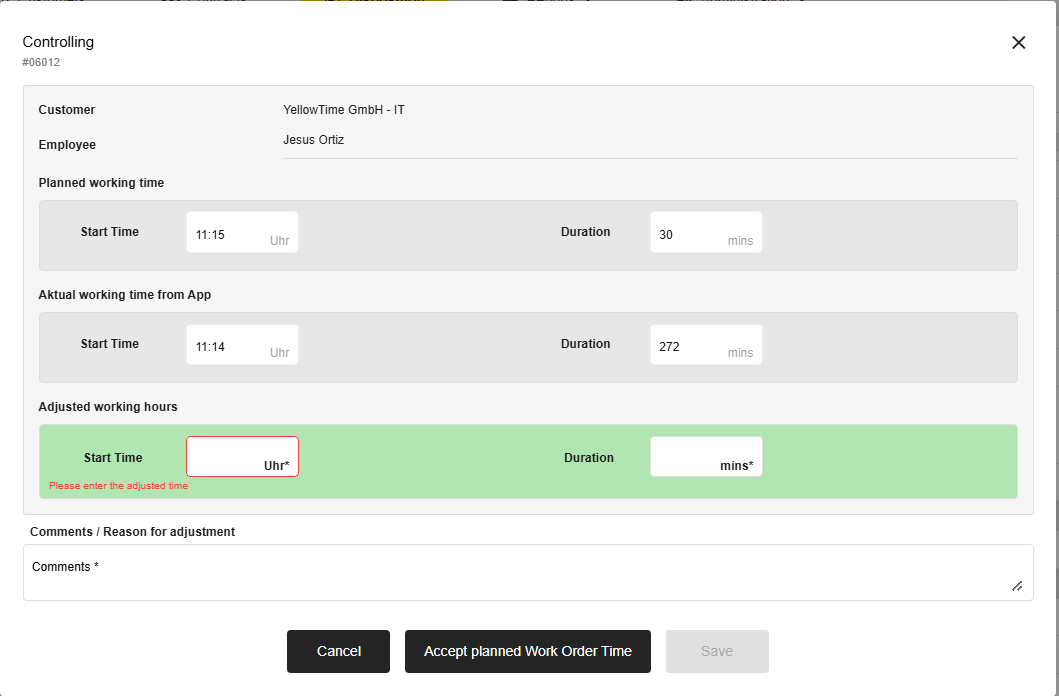 Controlling
#06012
Customer YellowTime GmbH - IT
Employee Jesus Ortiz
Planned working time
Start Time 11:15 Uhr Duration 30 mins
Aktual working time from App
Start Time 11:14 Uhr Duration 272 mins
Adjusted working hours
Start Time Uhr* Duration mins*
Please enter the adjusted time
Comments / Reason for adjustment
Comments *
Cancel Accept planned Work Order Time Save